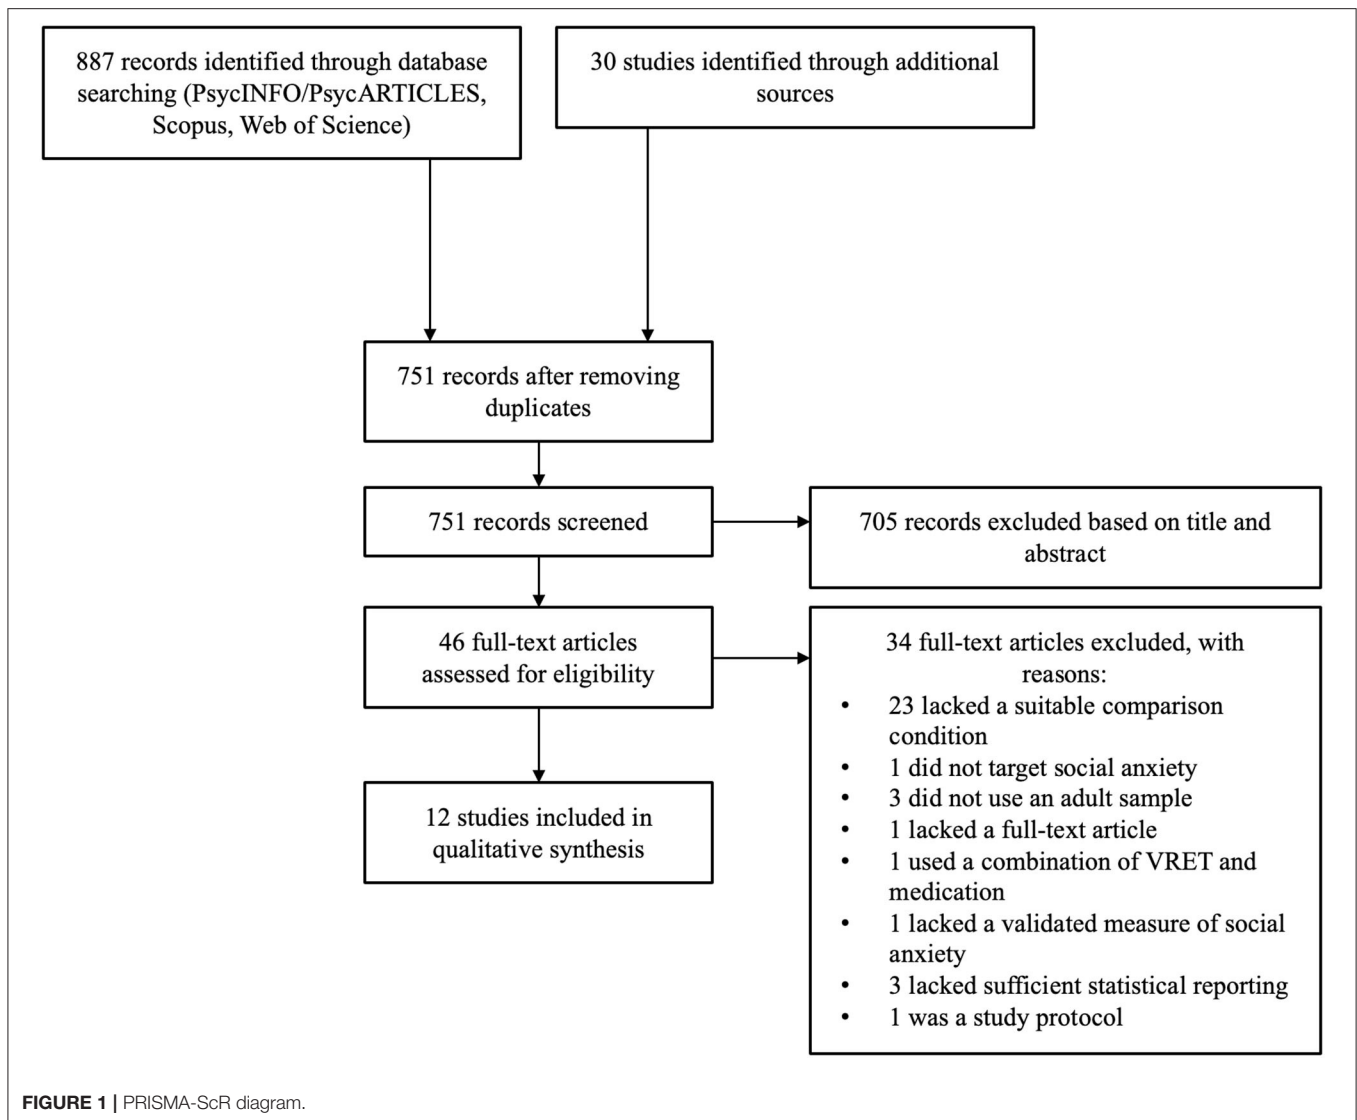 887 records identified through database
searching (PsycINFO/PsycARTICLES,
Scopus, Web of Science)
30 studies identified through additional
sources
751 records after removing
duplicates
751 records screened
705 records excluded based on title and
abstract
46 full-text articles
assessed for eligibility
34 full-text articles excluded, with
reasons:
• 23 lacked a suitable comparison
condition
• 1 did not target social anxiety
• 3 did not use an adult sample
• 1 lacked a full-text article
• 1 used a combination of VRET and
medication
• 1 lacked a validated measure of social
anxiety
• 3 lacked sufficient statistical reporting
• 1 was a study protocol
12 studies included in
qualitative synthesis
FIGURE 1 | PRISMA-ScR diagram.